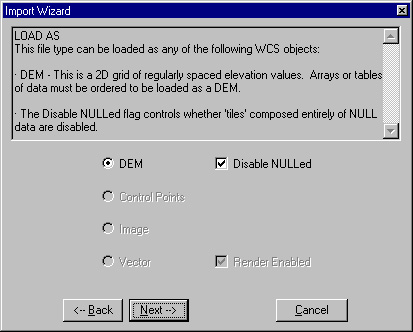 Import Wizard
LOAD AS
This file type can be loaded as any of the following WCS objects:
· DEM - This is a 2D grid of regularly spaced elevation values.  Arrays or tables
of data must be ordered to be loaded as a DEM.
· The Disable NULLed flag controls whether 'tiles' composed entirely of NULL
data are disabled.
DEM Disable NULLed
Control Points
Image
Vector Render Enabled
<-- Back Next --> Cancel